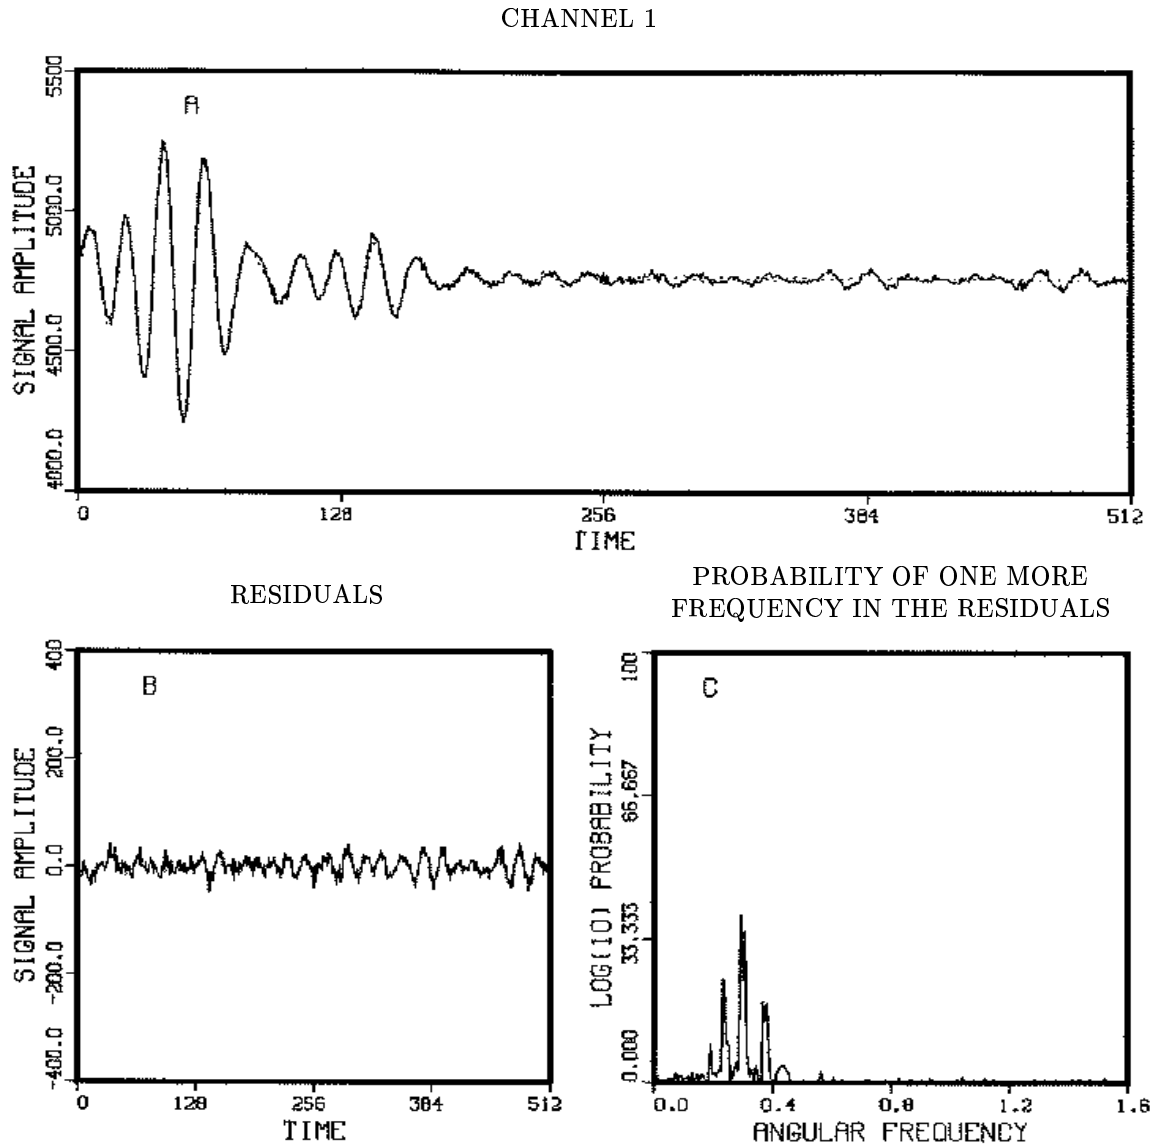 CHANNEL 1
A
SIGNAL AMPLITUDE
5500
5000.0
4500.0
4000.0
0
128
256
384
512
TIME
RESIDUALS
B
SIGNAL AMPLITUDE
400
200.0
0.0
-200.0
-400.0
0
128
256
384
512
TIME
PROBABILITY OF ONE MORE
FREQUENCY IN THE RESIDUALS
C
LOG(10) PROBABILITY
100
66.667
33.333
0.000
0.0
0.4
0.8
1.2
1.6
ANGULAR FREQUENCY